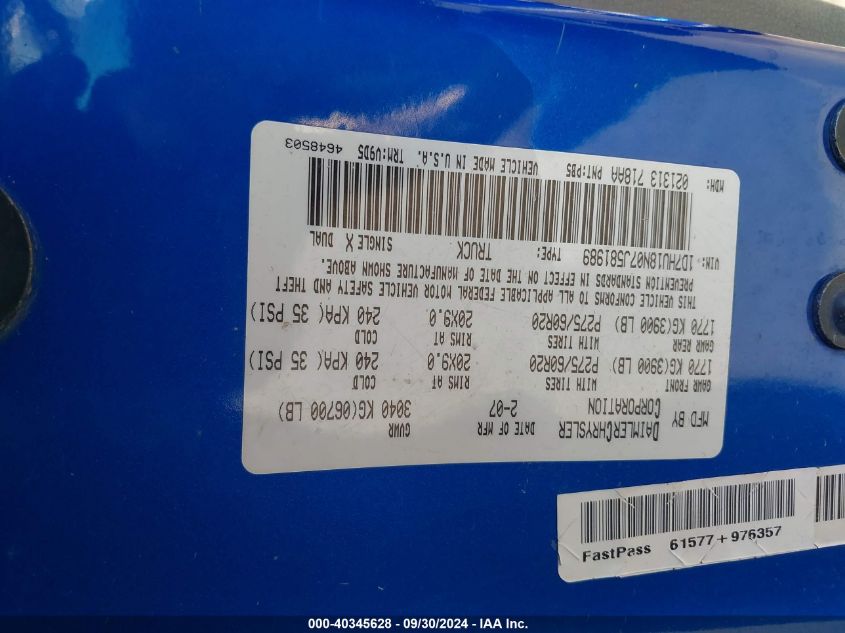 MFD BY DAIMLERCHRYSLER CORPORATION
DATE OF MFR 2-07
GVWR 3040 KG(06700 LB)
GAWR FRONT WITH TIRES RIMS AT COLD
1770 KG(3900 LB) P275/60R20 20X9.0 240 KPA( 35 PSI)
GAWR REAR WITH TIRES RIMS AT COLD
1770 KG(3900 LB) P275/60R20 20X9.0 240 KPA( 35 PSI)
THIS VEHICLE CONFORMS TO ALL APPLICABLE FEDERAL MOTOR VEHICLE SAFETY AND THEFT
PREVENTION STANDARDS IN EFFECT ON THE DATE OF MANUFACTURE SHOWN ABOVE.
VIN: 1D7HU18N07J581989 TYPE: TRUCK SINGLE X DUAL
MDH: 021313 718AA PNT:PB5 VEHICLE MADE IN U.S.A. TRM:V9D5
4648503
FastPass 61577+976357
000-40345628 - 09/30/2024 - IAA Inc.